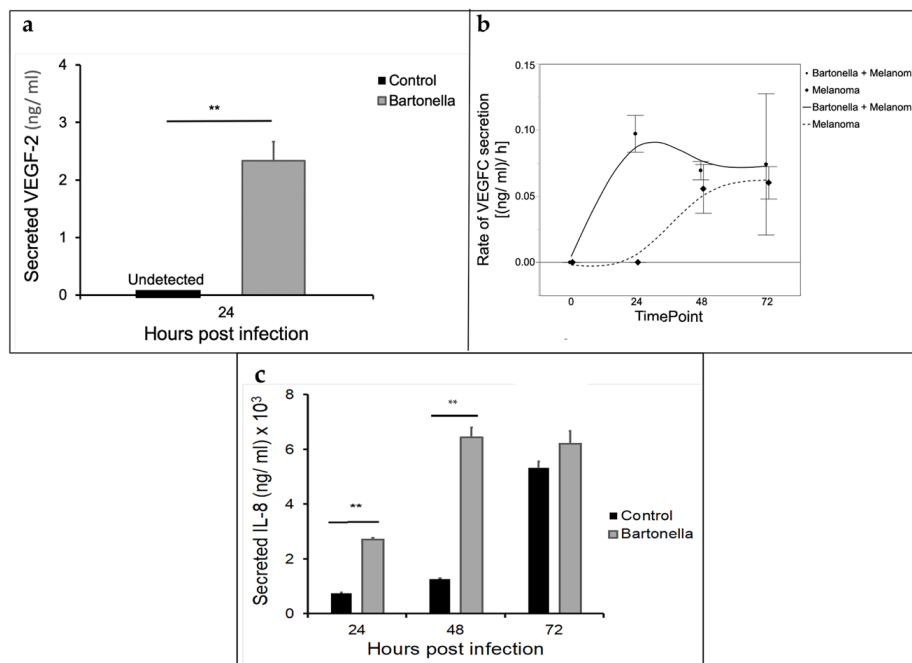 a
4
3
2
1
0
Secreted VEGF-2 (ng/ ml)
**
Control
Bartonella
Undetected
24
Hours post infection
b
0.15
0.10
0.05
0.00
Rate of VEGFC secretion
[(ng/ ml)/ h]
Bartonella + Melanom
Melanoma
Bartonella + Melanom
Melanoma
0 24 48 72
TimePoint
c
8
6
4
2
0
Secreted IL-8 (ng/ ml) x 10³
**
**
Control
Bartonella
24 48 72
Hours post infection